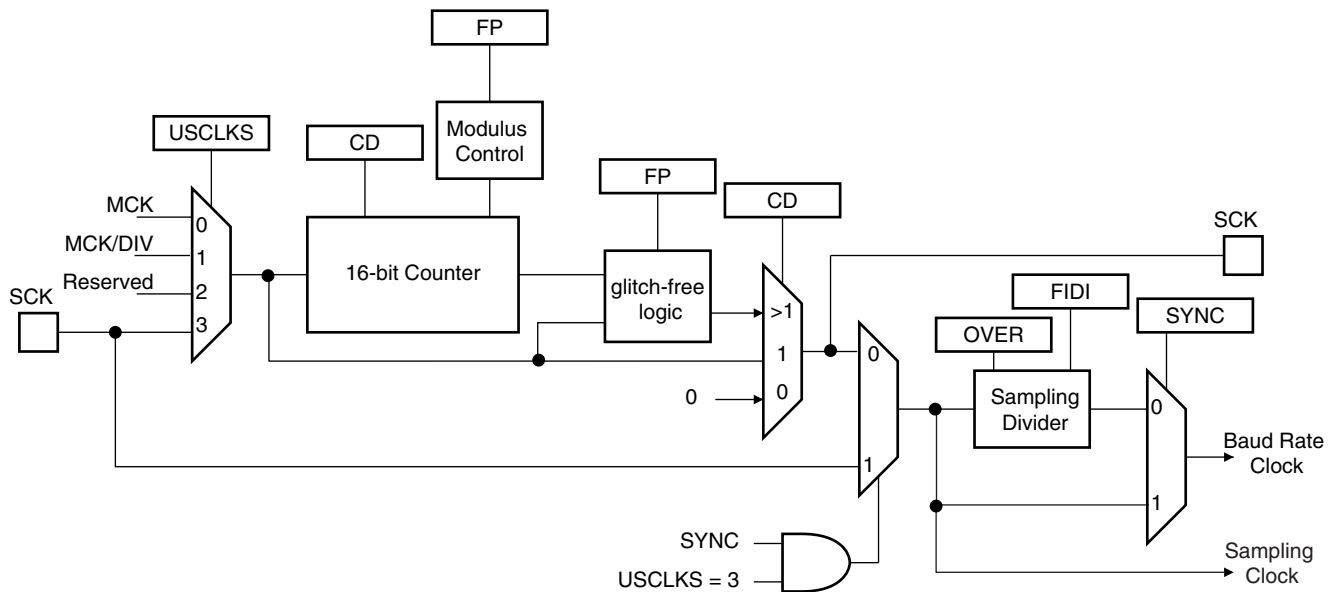 FP
USCLKS
CD
Modulus
Control
FP
CD
MCK
0
MCK/DIV
1
Reserved
2
SCK
3
16-bit Counter
glitch-free
logic
>1
1
0
0
SCK
FIDI
OVER
SYNC
0
1
Sampling
Divider
0
1
Baud Rate
Clock
SYNC
USCLKS = 3
Sampling
Clock